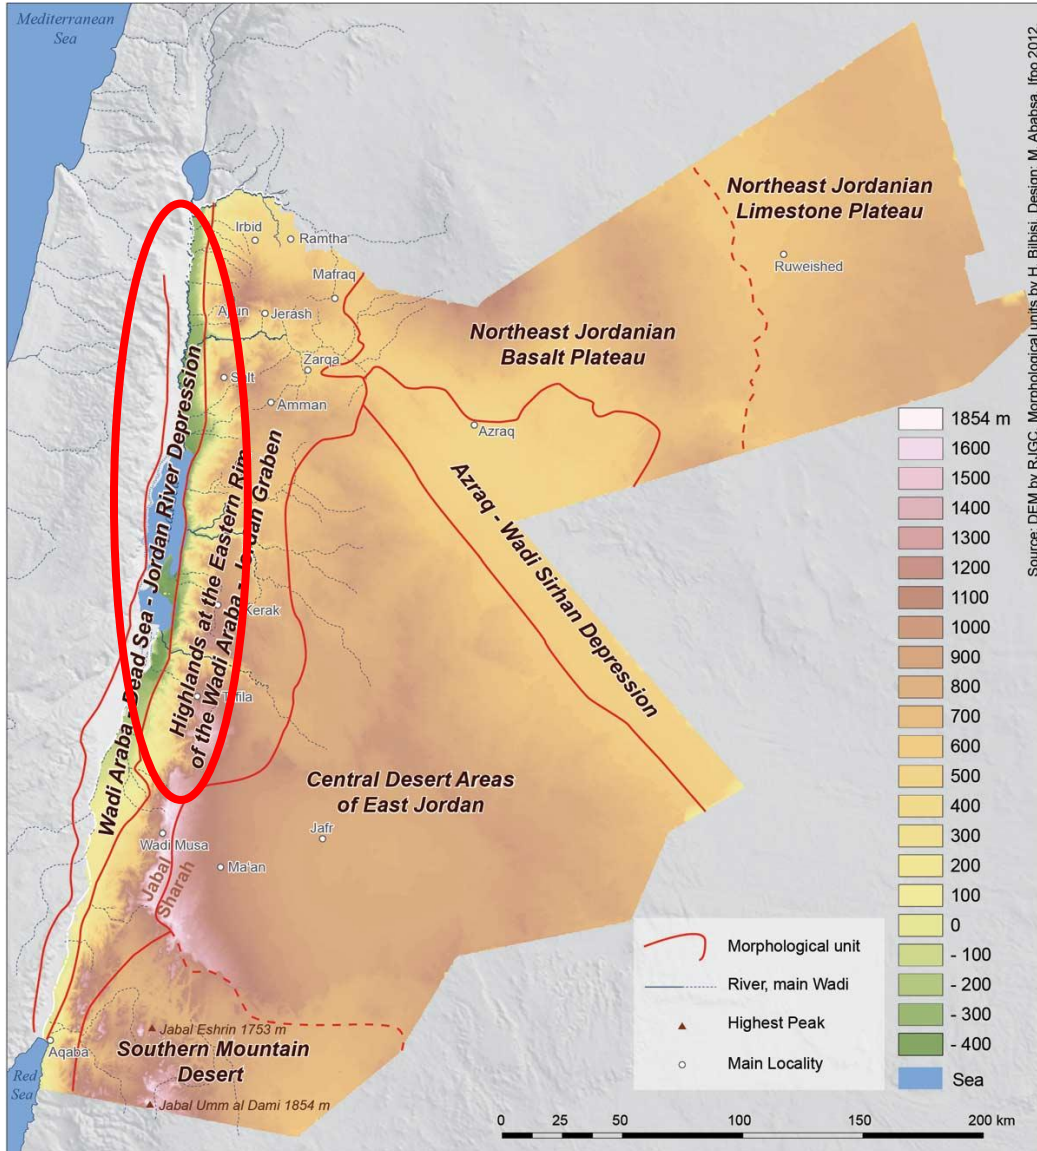 Mediterranean
Sea
Northeast Jordanian
Limestone Plateau
Irbid
Ramtha
Ruweished
Mafraq
Ajlun
Jerash
Northeast Jordanian
Basalt Plateau
Zarqa
Salt
Amman
Azraq
Azraq - Wadi Sirhan Depression
Wadi Araba - Dead Sea - Jordan River Depression
Highlands at the Eastern Rim
of the Wadi Araba - Jordan Graben
Kerak
Tafila
Central Desert Areas
of East Jordan
Jafr
Wadi Musa
Ma'an
Jabal
Sharah
Jabal Eshrin 1753 m
Southern Mountain
Desert
Aqaba
Red
Sea
Jabal Umm al Dami 1854 m
1854 m
1600
1500
1400
1300
1200
1100
1000
900
800
700
600
500
400
300
200
100
0
- 100
- 200
- 300
- 400
Sea
Morphological unit
River, main Wadi
Highest Peak
Main Locality
0 50 100 150 200 km
Source: DEM by RJGC. Morphological units by H. Bilbisi. Design: M. Ababsa. Ifpo 2012.